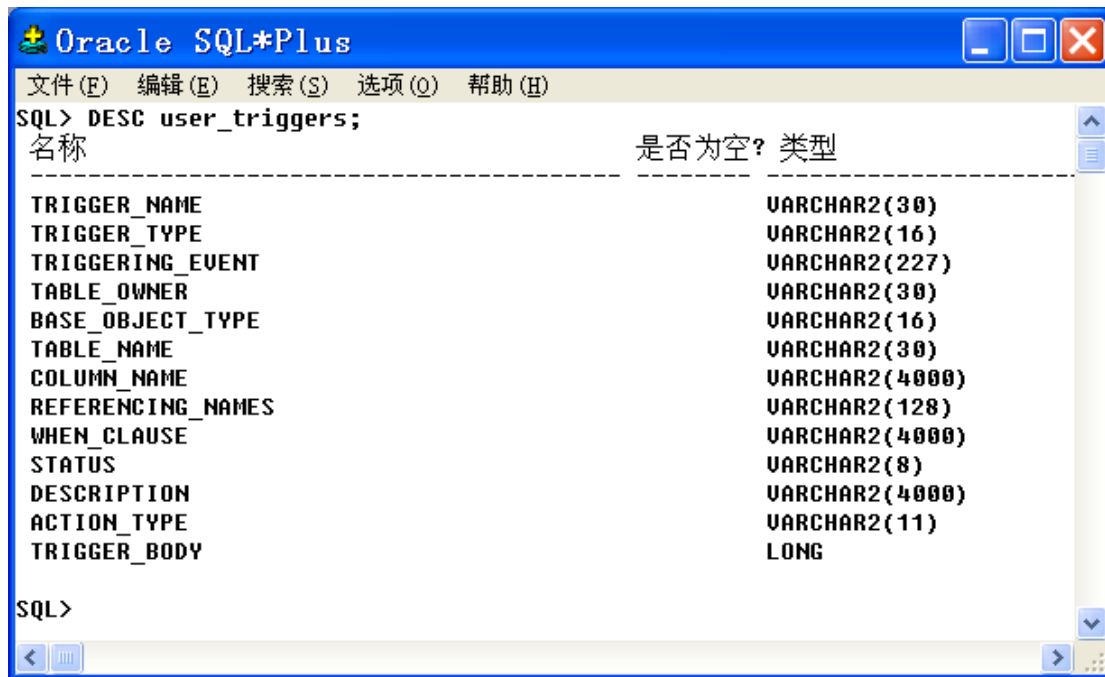 Oracle SQL*Plus
文件(F) 编辑(E) 搜索(S) 选项(O) 帮助(H)
SQL> DESC user_triggers;
名称 是否为空? 类型
----------------------------------------- -------- ----------------------
TRIGGER_NAME VARCHAR2(30)
TRIGGER_TYPE VARCHAR2(16)
TRIGGERING_EVENT VARCHAR2(227)
TABLE_OWNER VARCHAR2(30)
BASE_OBJECT_TYPE VARCHAR2(16)
TABLE_NAME VARCHAR2(30)
COLUMN_NAME VARCHAR2(4000)
REFERENCING_NAMES VARCHAR2(128)
WHEN_CLAUSE VARCHAR2(4000)
STATUS VARCHAR2(8)
DESCRIPTION VARCHAR2(4000)
ACTION_TYPE VARCHAR2(11)
TRIGGER_BODY LONG
SQL>